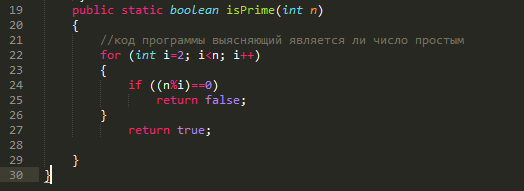 19 public static boolean isPrime(int n)
20 {
21 //код программы выясняющий является ли число простым
22 for (int i=2; i<n; i++)
23 {
24 if ((n%i)==0)
25 return false;
26 }
27 return true;
28
29 }
30 }